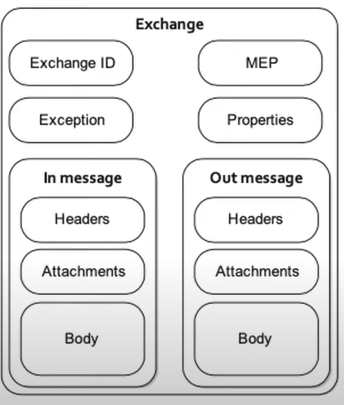 Exchange
Exchange ID
MEP
Exception
Properties
In message
Out message
Headers
Headers
Attachments
Attachments
Body
Body